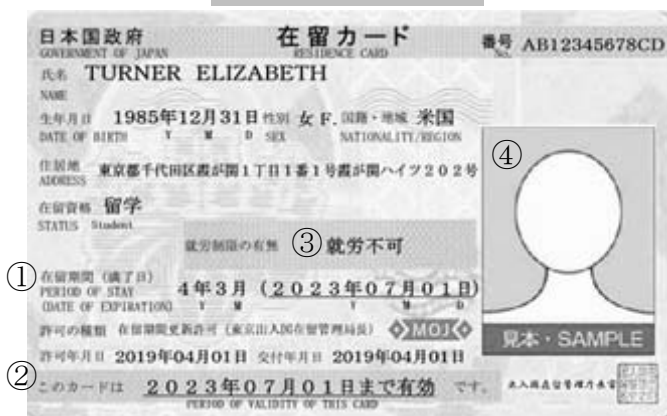 日本国政府 在留カード 番号 AB12345678CD
GOVERNMENT OF JAPAN RESIDENCE CARD No.
氏名 TURNER ELIZABETH
NAME
生年月日 1985年12月31日 性別 女 F. 国籍・地域 米国
DATE OF BIRTH Y M D SEX NATIONALITY/REGION
住居地 東京都千代田区霞が関1丁目1番1号霞が関ハイツ202号
ADDRESS
④
在留資格 留学
STATUS Student
就労制限の有無 ③ 就労不可
① 在留期間(満了日) 4年3月(2023年07月01日)
PERIOD OF STAY
(DATE OF EXPIRATION) Y M Y M D
許可の種類 在留期間更新許可(東京出入国在留管理局長) MOJ
見本・SAMPLE
許可年月日 2019年04月01日 交付年月日 2019年04月01日
② このカードは 2023年07月01日まで有効 です。
PERIOD OF VALIDITY OF THIS CARD
出入国在留管理庁長官